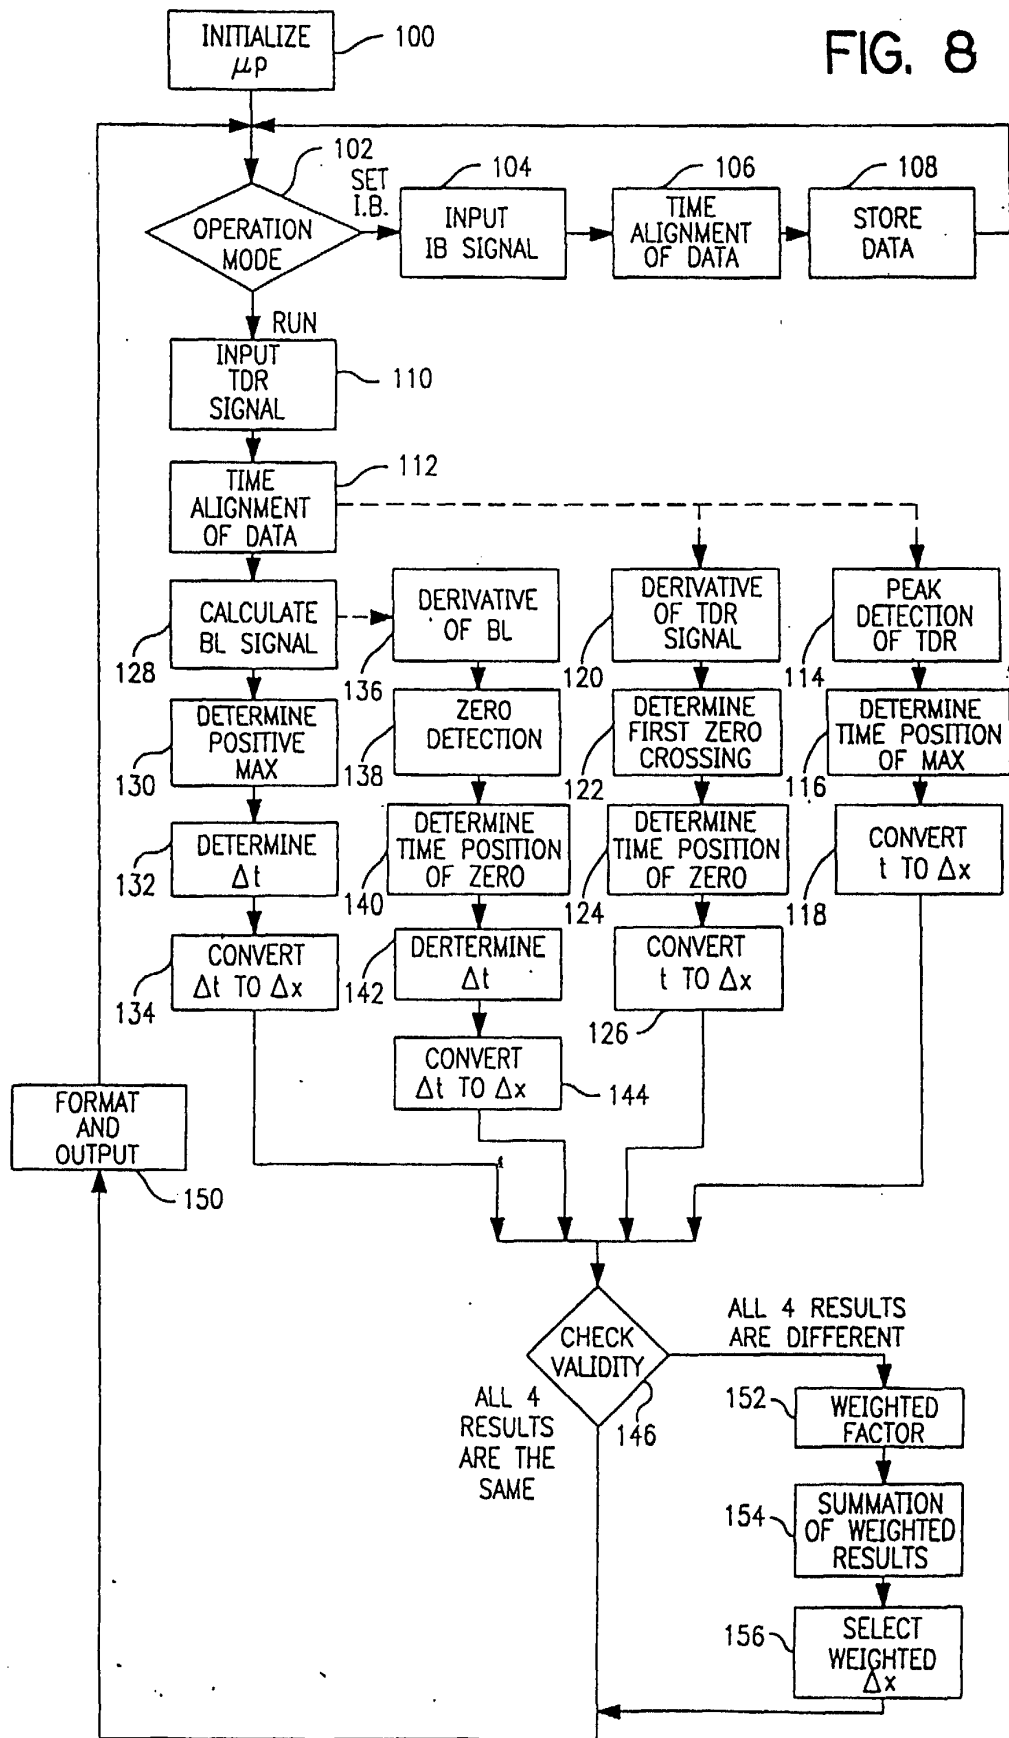 INITIALIZE
μp
100
FIG. 8
102
SET
I.B.
104
106
108
OPERATION
MODE
INPUT
IB SIGNAL
TIME
ALIGNMENT
OF DATA
STORE
DATA
RUN
INPUT
TDR
SIGNAL
110
TIME
ALIGNMENT
OF DATA
112
CALCULATE
BL SIGNAL
128
DERIVATIVE
OF BL
136
DERIVATIVE
OF TDR
SIGNAL
120
PEAK
DETECTION
OF TDR
114
DETERMINE
POSITIVE
MAX
130
ZERO
DETECTION
138
DETERMINE
FIRST ZERO
CROSSING
122
DETERMINE
TIME POSITION
OF MAX
116
DETERMINE
Δt
132
DETERMINE
TIME POSITION
OF ZERO
140
DETERMINE
TIME POSITION
OF ZERO
124
CONVERT
t TO Δx
118
CONVERT
Δt TO Δx
134
DERTERMINE
Δt
142
CONVERT
t TO Δx
126
CONVERT
Δt TO Δx
144
FORMAT
AND
OUTPUT
150
CHECK
VALIDITY
146
ALL 4 RESULTS
ARE DIFFERENT
ALL 4
RESULTS
ARE THE
SAME
152
WEIGHTED
FACTOR
154
SUMMATION
OF WEIGHTED
RESULTS
156
SELECT
WEIGHTED
Δx